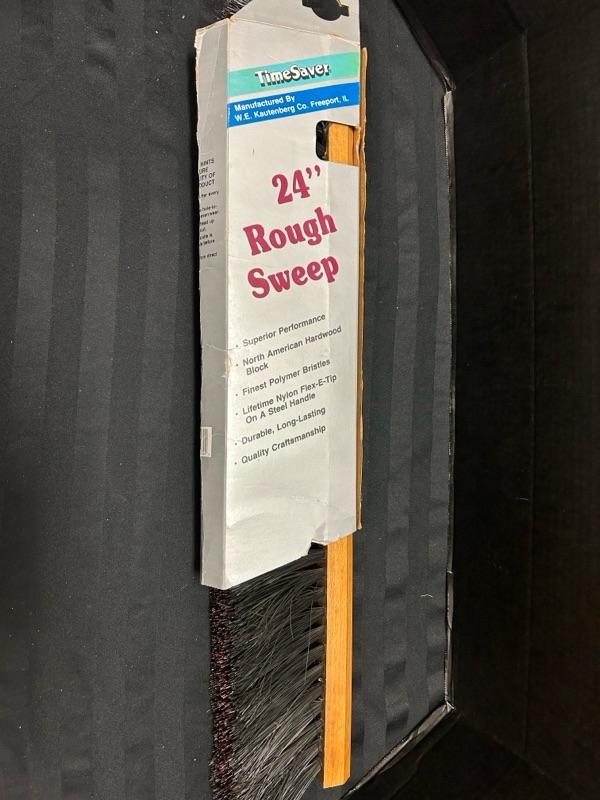 TimeSaver
Manufactured By
W.E. Kautenberg Co. Freeport, IL
24"
Rough
Sweep
• Superior Performance
• North American Hardwood
Block
• Finest Polymer Bristles
• Lifetime Nylon Flex-E-Tip
On A Steel Handle
• Durable, Long-Lasting
• Quality Craftsmanship
HINTS